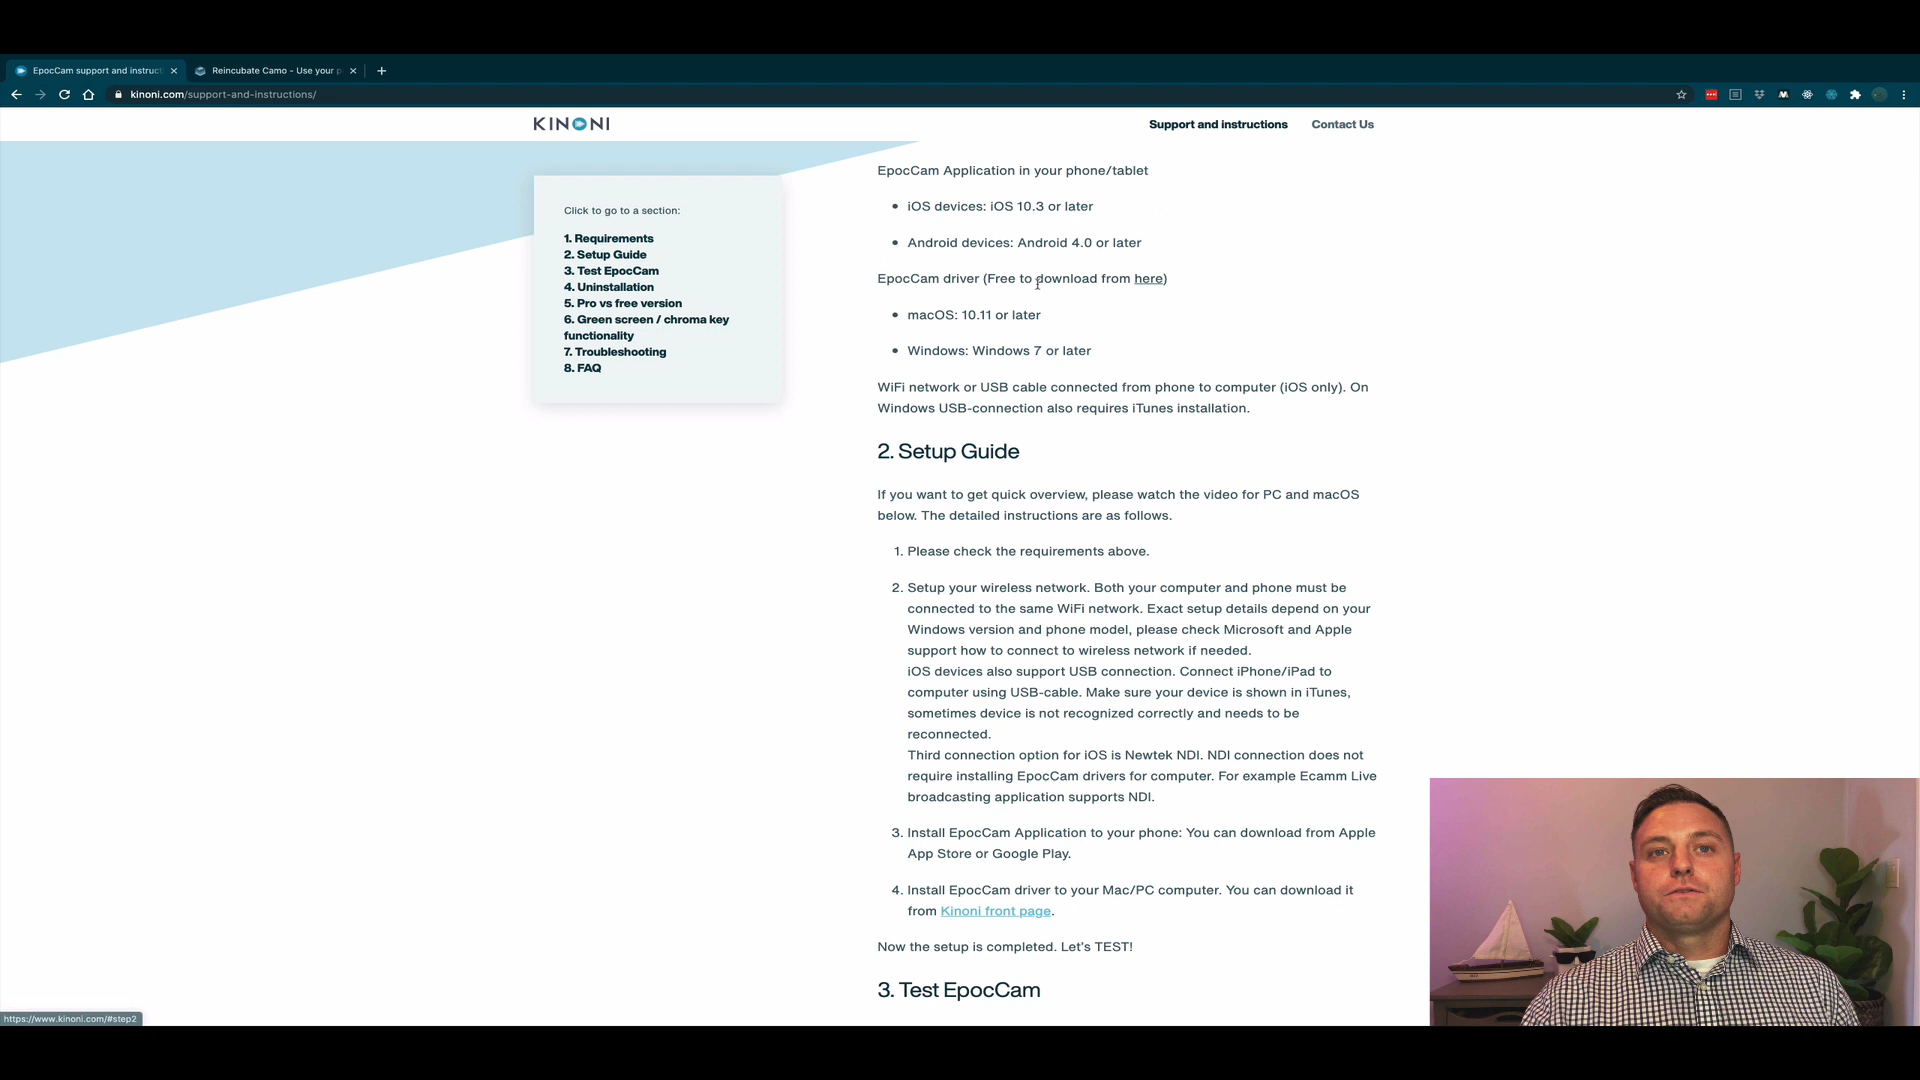 EpocCam support and instruct
Reincubate Camo - Use your p
kinoni.com/support-and-instructions/
KINONI
Support and instructions
Contact Us
Click to go to a section:
1. Requirements
2. Setup Guide
3. Test EpocCam
4. Uninstallation
5. Pro vs free version
6. Green screen / chroma key
functionality
7. Troubleshooting
8. FAQ
EpocCam Application in your phone/tablet
• iOS devices: iOS 10.3 or later
• Android devices: Android 4.0 or later
EpocCam driver (Free to download from here)
• macOS: 10.11 or later
• Windows: Windows 7 or later
WiFi network or USB cable connected from phone to computer (iOS only). On
Windows USB-connection also requires iTunes installation.
2. Setup Guide
If you want to get quick overview, please watch the video for PC and macOS
below. The detailed instructions are as follows.
1. Please check the requirements above.
2. Setup your wireless network. Both your computer and phone must be
connected to the same WiFi network. Exact setup details depend on your
Windows version and phone model, please check Microsoft and Apple
support how to connect to wireless network if needed.
iOS devices also support USB connection. Connect iPhone/iPad to
computer using USB-cable. Make sure your device is shown in iTunes,
sometimes device is not recognized correctly and needs to be
reconnected.
Third connection option for iOS is Newtek NDI. NDI connection does not
require installing EpocCam drivers for computer. For example Ecamm Live
broadcasting application supports NDI.
3. Install EpocCam Application to your phone: You can download from Apple
App Store or Google Play.
4. Install EpocCam driver to your Mac/PC computer. You can download it
from Kinoni front page.
Now the setup is completed. Let's TEST!
3. Test EpocCam
https://www.kinoni.com/#step2